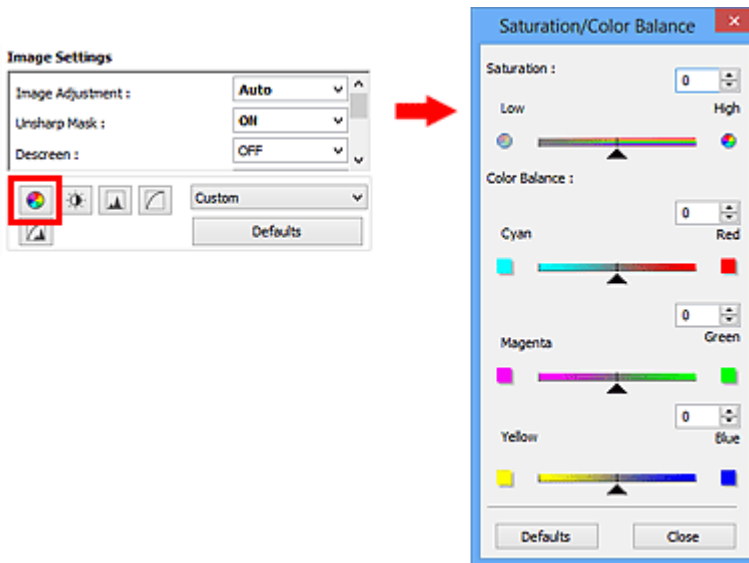 Image Settings
Image Adjustment :
Auto
Unsharp Mask :
ON
Descreen :
OFF
Custom
Defaults
Saturation/Color Balance
Saturation :
0
Low
High
Color Balance :
0
Cyan
Red
0
Magenta
Green
0
Yellow
Blue
Defaults
Close